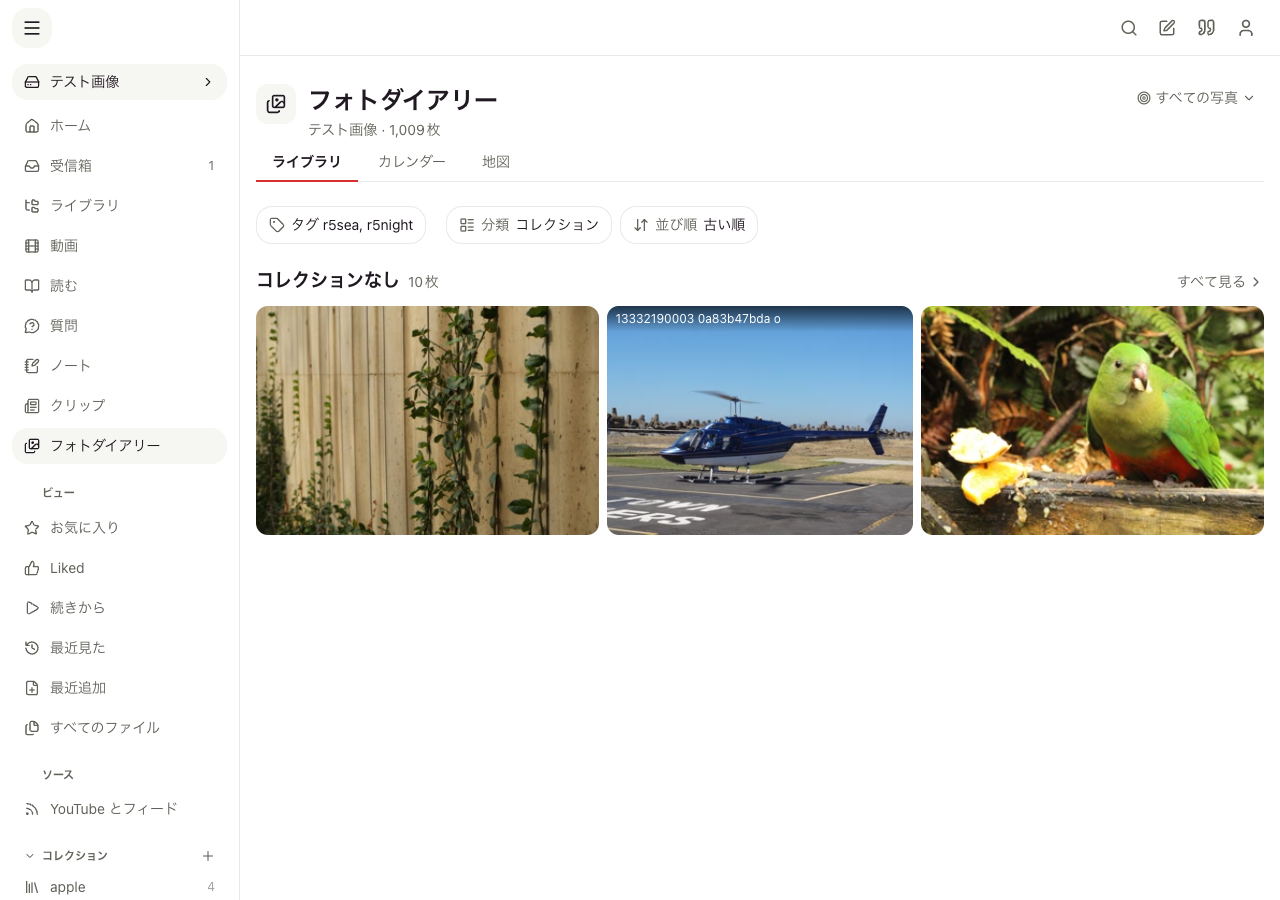 テスト画像
ホーム
受信箱 1
ライブラリ
動画
読む
質問
ノート
クリップ
フォトダイアリー
ビュー
お気に入り
Liked
続きから
最近見た
最近追加
すべてのファイル
ソース
YouTube とフィード
コレクション
apple 4
フォトダイアリー
テスト画像 · 1,009枚
すべての写真
ライブラリ カレンダー 地図
タグ r5sea, r5night 分類 コレクション 並び順 古い順
コレクションなし 10枚 すべて見る
13332190003 0a83b47bda o
TOWN
ERS